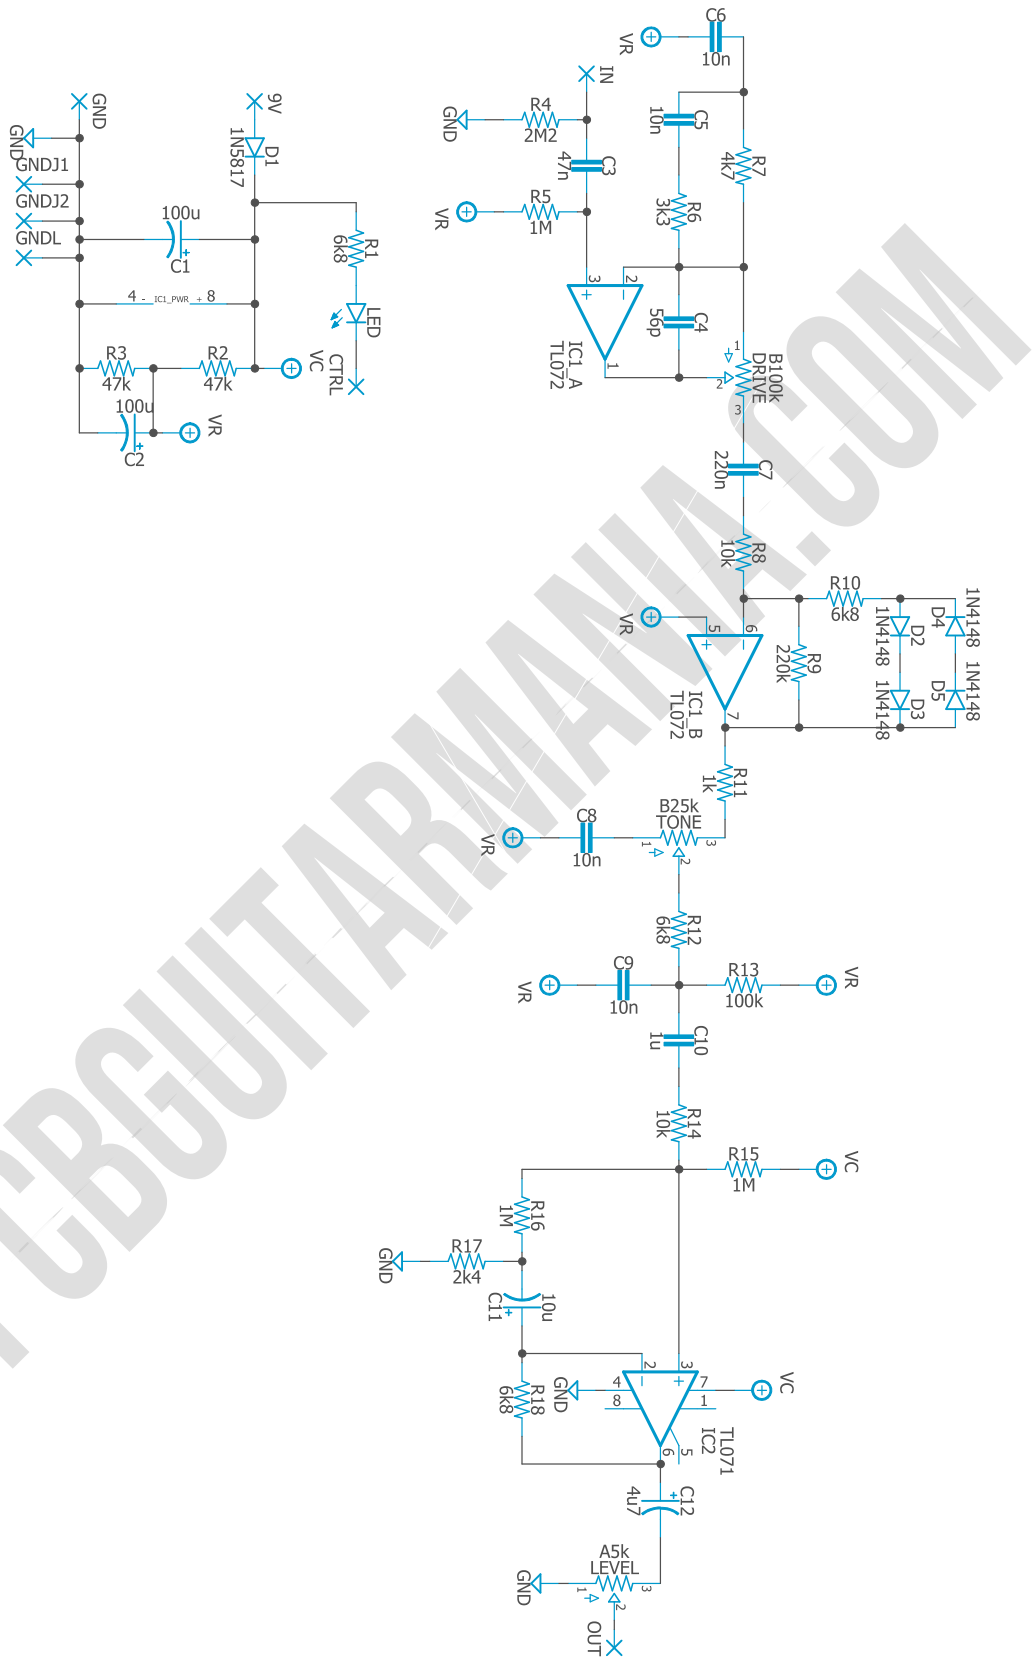 C6
10n
VR
IN
R4
2M2
GND
C5
10n
R7
4k7
C3
47n
R5
1M
VR
R6
3k3
3
2
C4
56p
IC1_A
TL072
1
1
2
3
B100k
DRIVE
C7
220n
R8
10k
9V
D1
1N5817
GND
GND
GNDJ1
GNDJ2
GNDL
100u
C1
R1
6k8
4 - IC1_PWR + 8
LED
CTRL
R3
47k
R2
47k
VC
100u
C2
VR
R10
6k8
1N4148
D4
D2
1N4148
1N4148
D5
D3
1N4148
VR
5
6
R9
220k
IC1_B
TL072
7
R11
1k
B25k
TONE
1
2
3
C8
10n
VR
R12
6k8
C9
10n
VR
R13
100k
VR
C10
1u
R14
10k
R15
1M
VC
R16
1M
R17
2k4
GND
10u
C11
2
3
4
8
7
1
6
5
GND
VC
R18
6k8
TL071
IC2
C12
4u7
A5k
LEVEL
1
2
3
GND
OUT
CBGUITARMANIA.COM